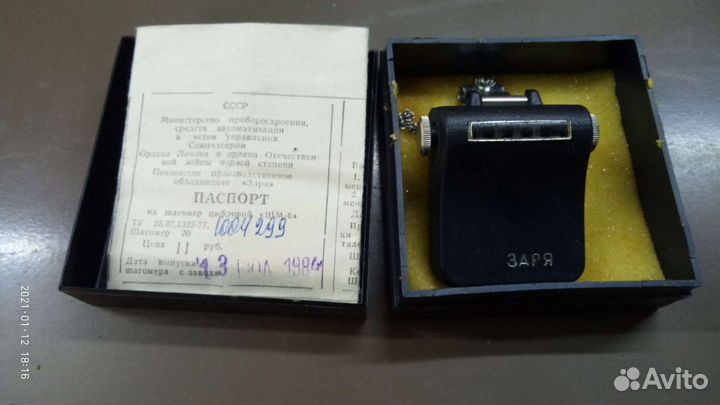 СССР
Министерство приборостроения,
средств автоматизации
и систем управления
Союзчаспром
Ордена Ленина и ордена Отечествен-
ной войны первой степени
Пензенское производственное
объединение «Заря»
ПАСПОРТ
на шагомер цифровой «ШМ-6»
ТУ 25.07.1323-77.
Шагомер № 1004299
Цена 11 руб.
Дата выпуска 13 ИЮЛ 1984
шагомера с завода
ЗАРЯ
2021-01-12 18:16
Avito